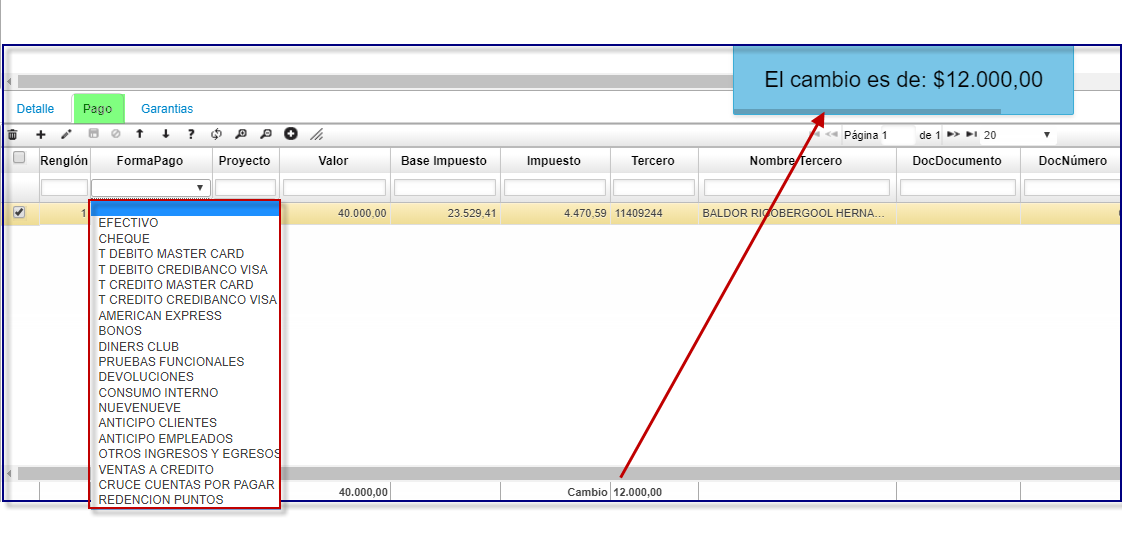 El cambio es de: $12.000,00
Detalle Pago Garantias
Página 1 de 1 20
Renglón FormaPago Proyecto Valor Base Impuesto Impuesto Tercero Nombre Tercero DocDocumento DocNúmero
1 40.000,00 23.529,41 4.470,59 11409244 BALDOR RIGOBERGOOL HERNA...
EFECTIVO
CHEQUE
T DEBITO MASTER CARD
T DEBITO CREDIBANCO VISA
T CREDITO MASTER CARD
T CREDITO CREDIBANCO VISA
AMERICAN EXPRESS
BONOS
DINERS CLUB
PRUEBAS FUNCIONALES
DEVOLUCIONES
CONSUMO INTERNO
NUEVENUEVE
ANTICIPO CLIENTES
ANTICIPO EMPLEADOS
OTROS INGRESOS Y EGRESOS
VENTAS A CREDITO
CRUCE CUENTAS POR PAGAR
REDENCION PUNTOS
40.000,00 Cambio 12.000,00